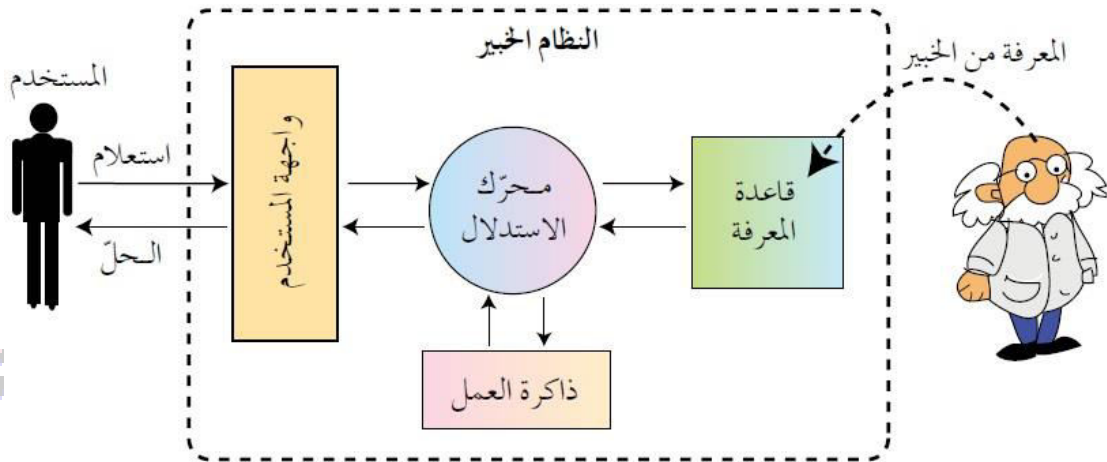 النظام الخبير
المعرفة من الخبير
المستخدم
استعلام
الحلّ
واجهة المستخدم
محرّك
الاستدلال
قاعدة
المعرفة
ذاكرة العمل